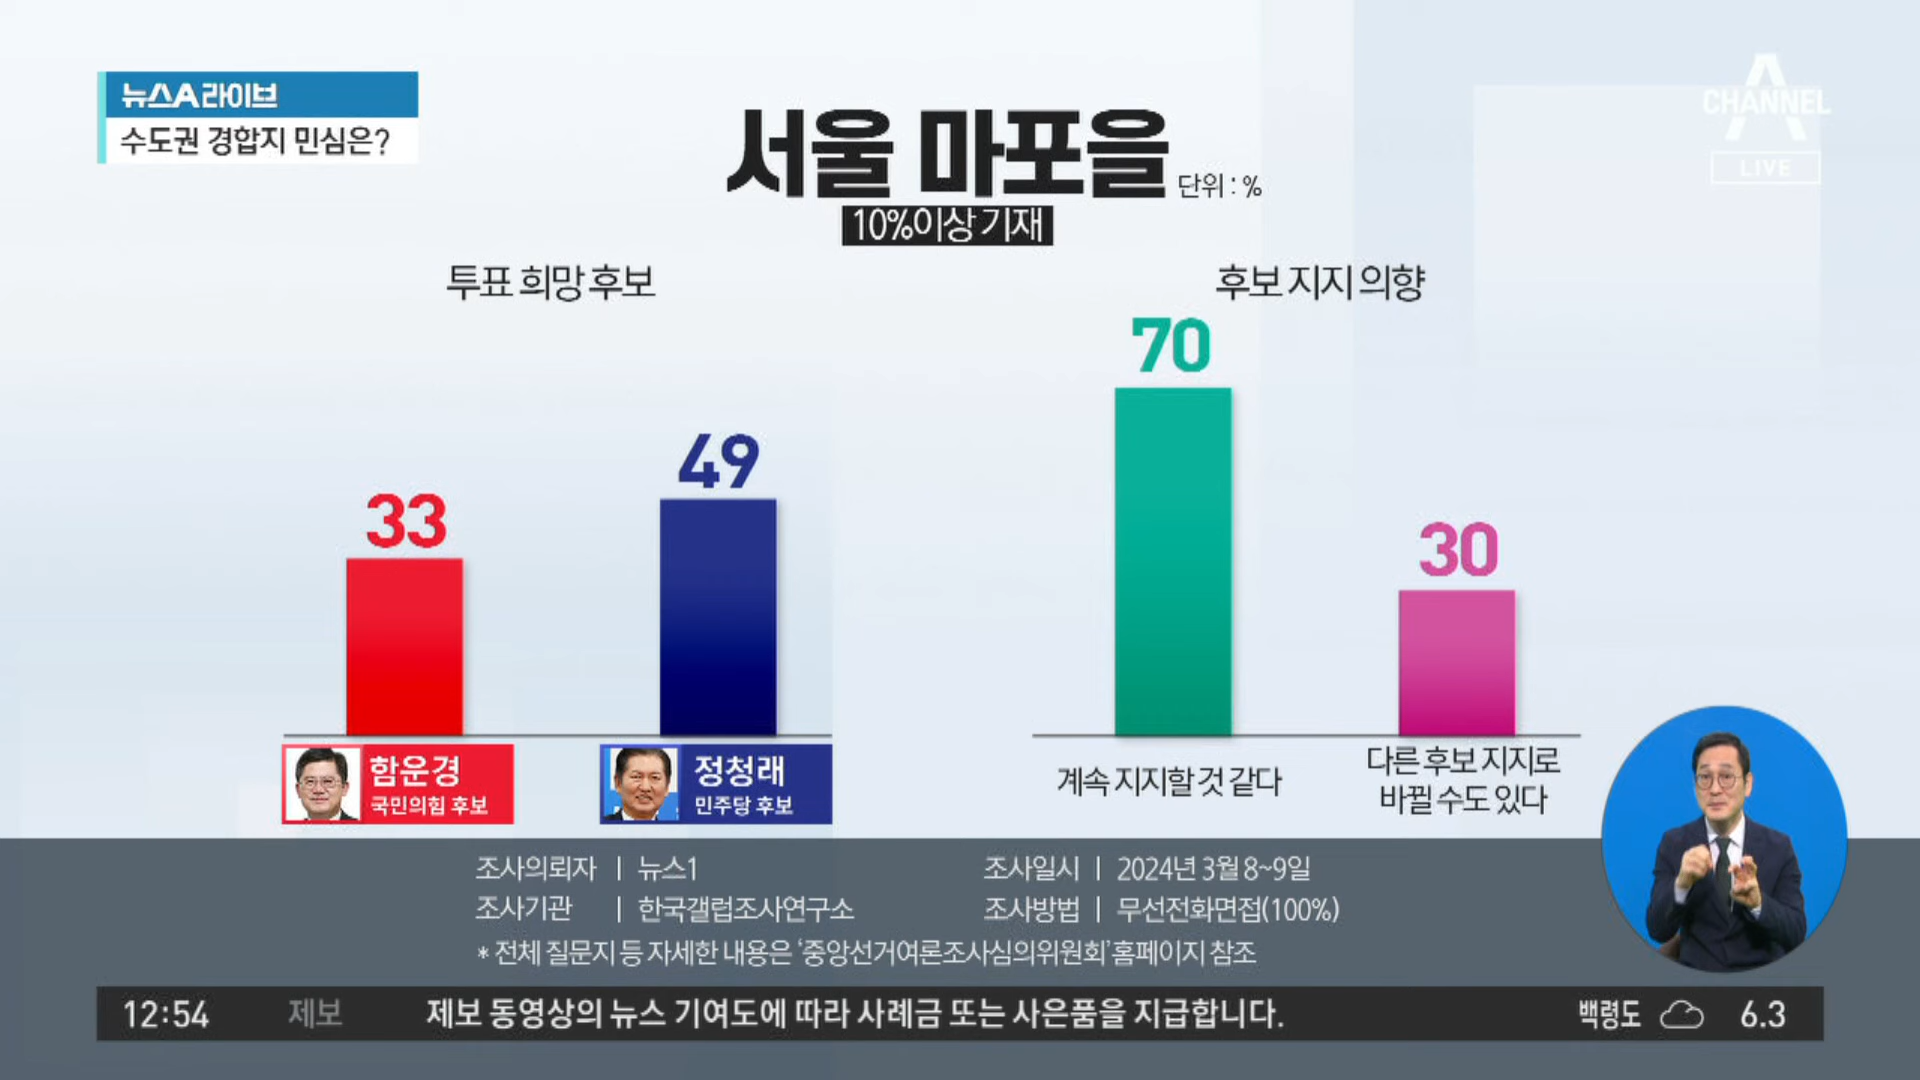 뉴스A 라이브
수도권 경합지 민심은?
CHANNEL A
LIVE
서울 마포을 단위 : %
10%이상 기재
투표 희망 후보
33
49
함운경
국민의힘 후보
정청래
민주당 후보
후보 지지 의향
70
30
계속 지지할 것 같다
다른 후보 지지로
바뀔 수도 있다
조사의뢰자 | 뉴스1
조사일시 | 2024년 3월 8~9일
조사기관 | 한국갤럽조사연구소
조사방법 | 무선전화면접(100%)
* 전체 질문지 등 자세한 내용은 ‘중앙선거여론조사심의위원회’ 홈페이지 참조
12:54 제보 제보 동영상의 뉴스 기여도에 따라 사례금 또는 사은품을 지급합니다. 백령도 6.3